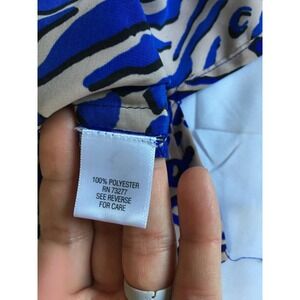 100% POLYESTER
RN 73277
SEE REVERSE
FOR CARE